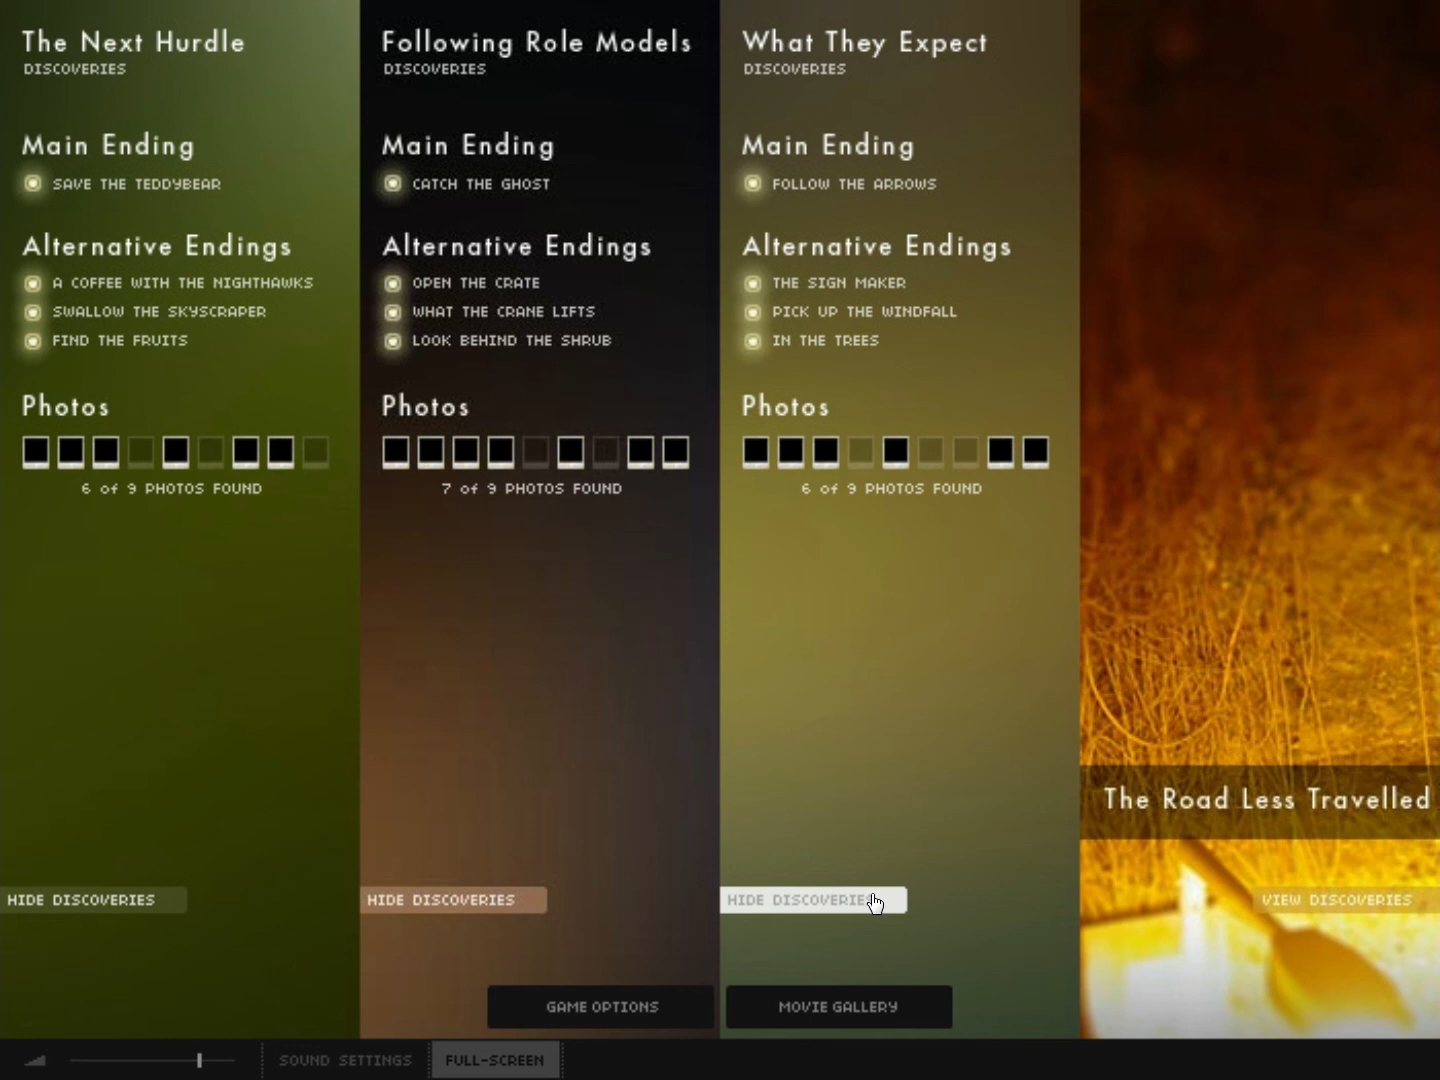 The Next Hurdle
DISCOVERIES
Main Ending
SAVE THE TEDDYBEAR
Alternative Endings
A COFFEE WITH THE NIGHTHAWKS
SWALLOW THE SKYSCRAPER
FIND THE FRUITS
Photos
6 of 9 PHOTOS FOUND
HIDE DISCOVERIES
Following Role Models
DISCOVERIES
Main Ending
CATCH THE GHOST
Alternative Endings
OPEN THE CRATE
WHAT THE CRANE LIFTS
LOOK BEHIND THE SHRUB
Photos
7 of 9 PHOTOS FOUND
HIDE DISCOVERIES
What They Expect
DISCOVERIES
Main Ending
FOLLOW THE ARROWS
Alternative Endings
THE SIGN MAKER
PICK UP THE WINDFALL
IN THE TREES
Photos
6 of 9 PHOTOS FOUND
HIDE DISCOVERIES
The Road Less Travelled
VIEW DISCOVERIES
GAME OPTIONS
MOVIE GALLERY
SOUND SETTINGS
FULL-SCREEN